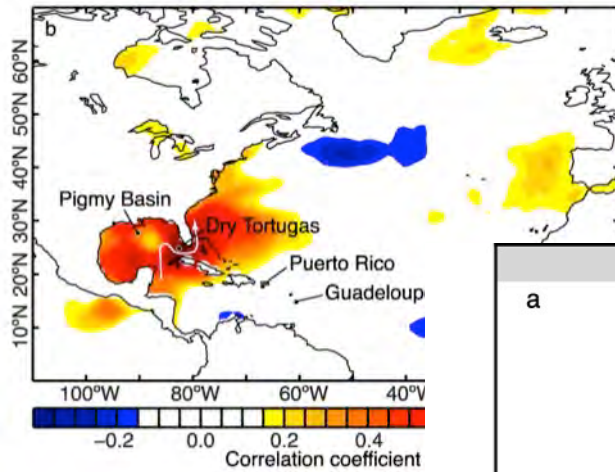 b
60°N
50°N
40°N
30°N
20°N
10°N
Pigmy Basin
Dry Tortugas
Puerto Rico
Guadeloup
a
100°W 80°W 60°W 40°W
−0.2 0.0 0.2 0.4
Correlation coefficient